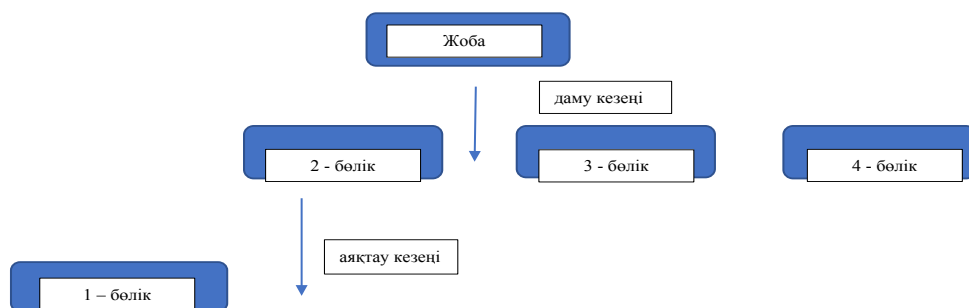 Жоба
даму кезеңі
2 - бөлік
3 - бөлік
4 - бөлік
аяқтау кезеңі
1 – бөлік